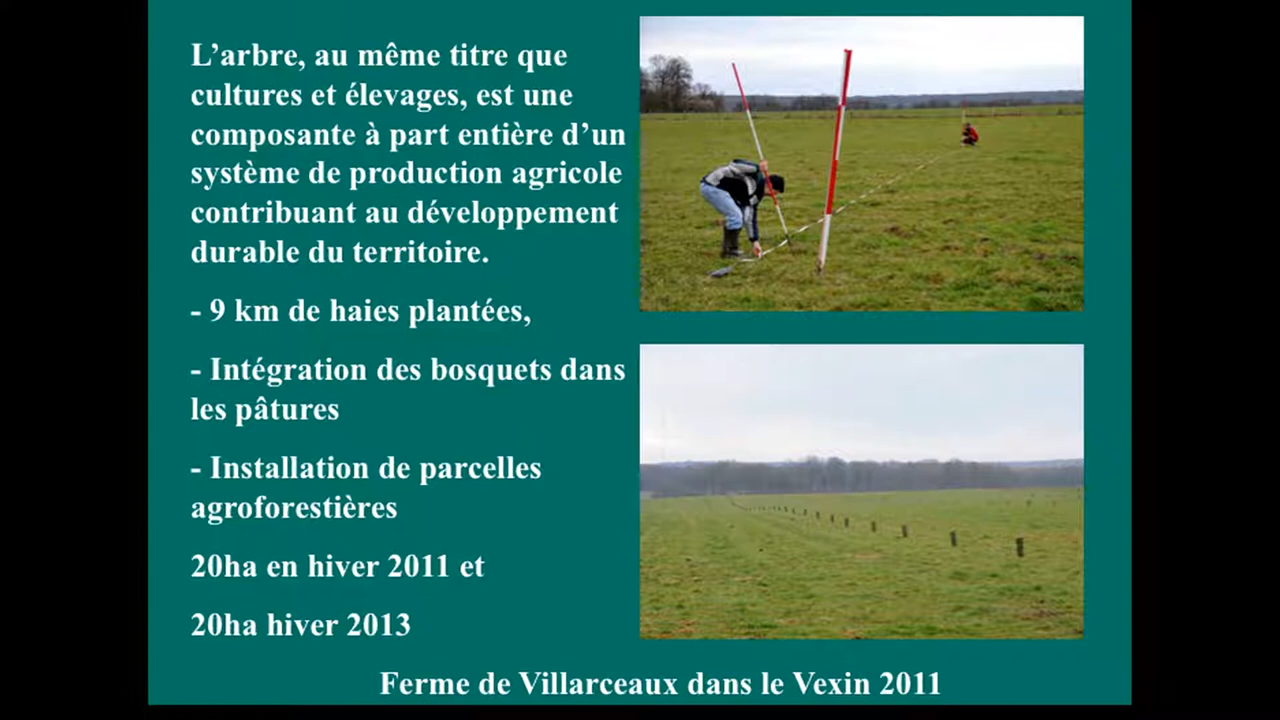 L’arbre, au même titre que
cultures et élevages, est une
composante à part entière d’un
système de production agricole
contribuant au développement
durable du territoire.
- 9 km de haies plantées,
- Intégration des bosquets dans
les pâtures
- Installation de parcelles
agroforestières
20ha en hiver 2011 et
20ha hiver 2013
Ferme de Villarceaux dans le Vexin 2011